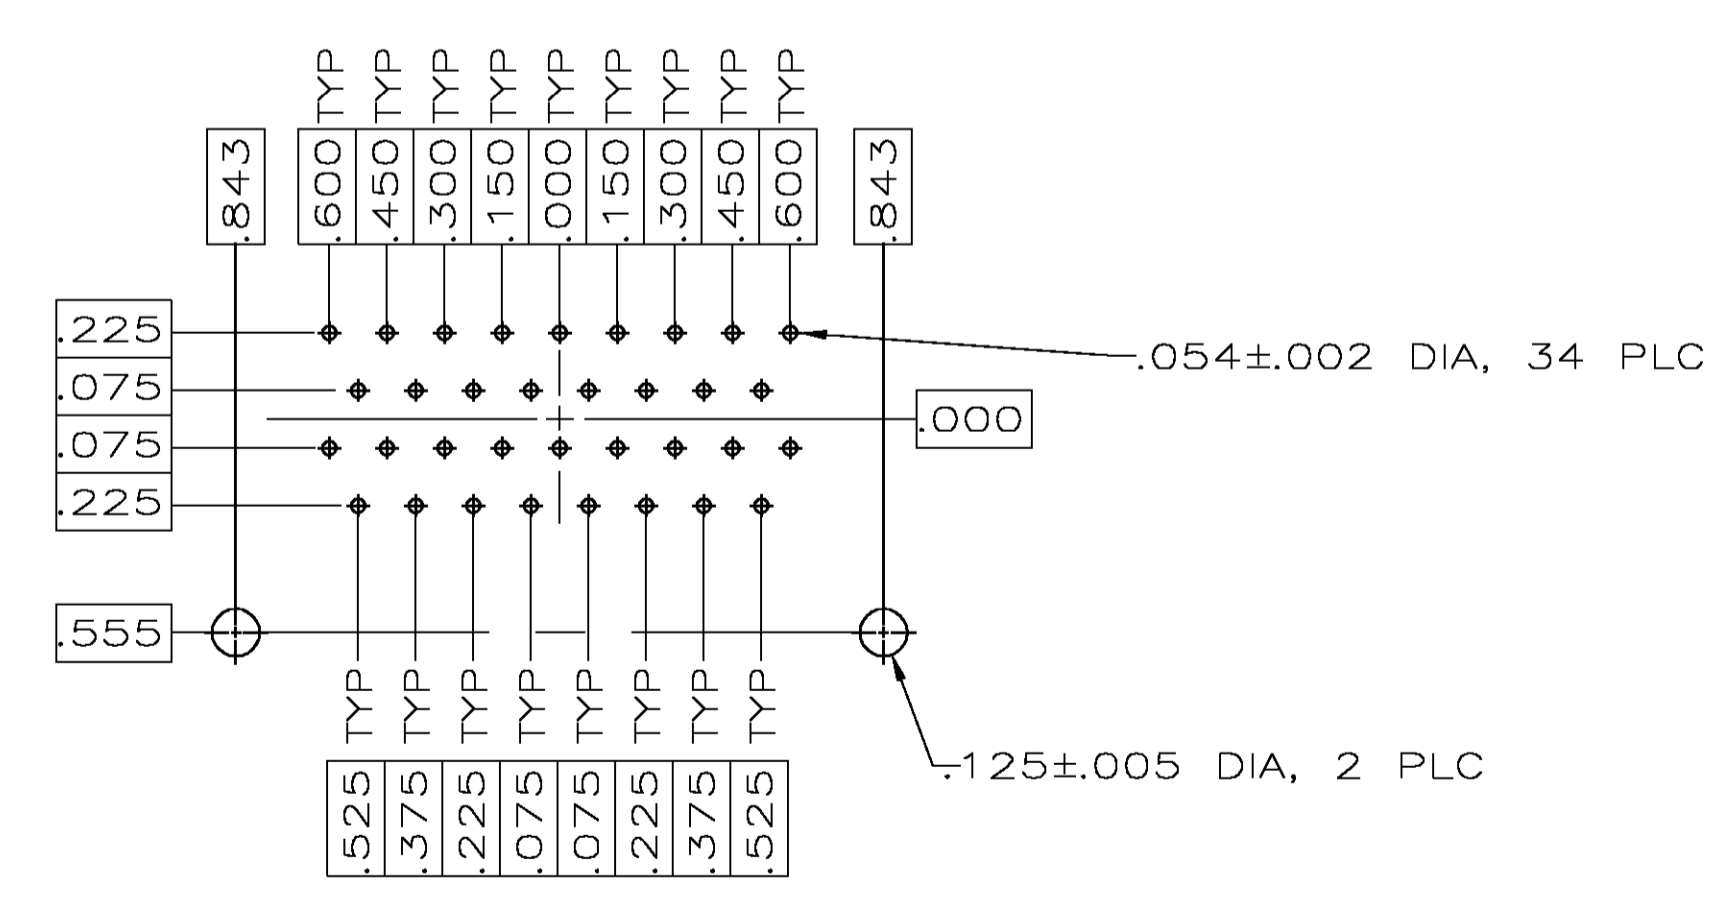 TYP TYP TYP TYP TYP TYP TYP TYP TYP
.843 .600 .450 .300 .150 .000 .150 .300 .450 .600 .843
.225
.054±.002 DIA, 34 PLC
.075
.000
.075
.225
.555
TYP TYP TYP TYP TYP TYP TYP TYP
.125±.005 DIA, 2 PLC
.525 .375 .225 .075 .075 .225 .375 .525